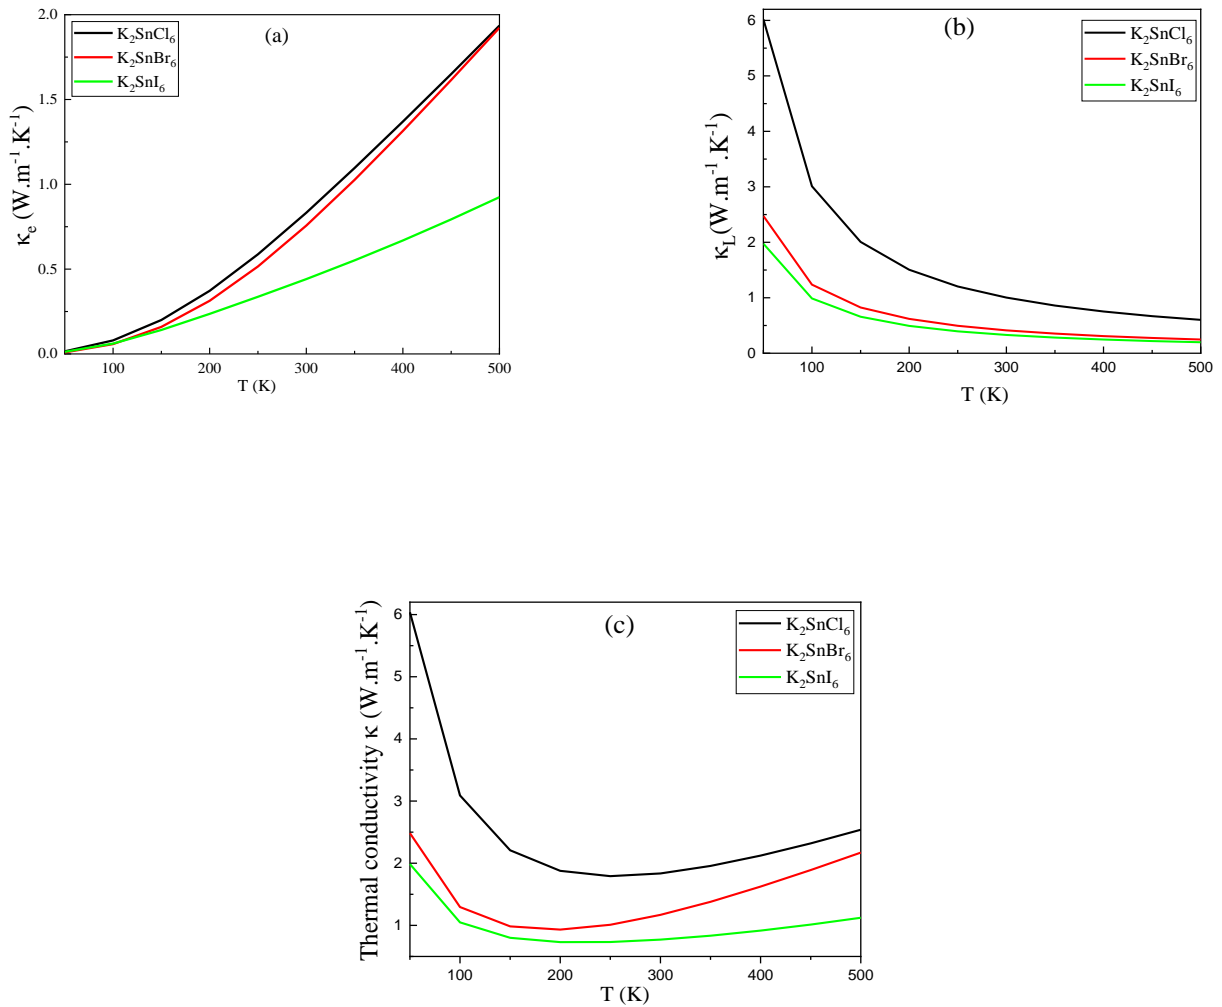 (a)
K₂SnCl₆
K₂SnBr₆
K₂SnI₆
κₑ (W.m⁻¹.K⁻¹)
2.0
1.5
1.0
0.5
0.0
100 200 300 400 500
T (K)
(b)
K₂SnCl₆
K₂SnBr₆
K₂SnI₆
κ_L(W.m⁻¹.K⁻¹)
6
5
4
3
2
1
0
100 200 300 400 500
T (K)
(c)
K₂SnCl₆
K₂SnBr₆
K₂SnI₆
Thermal conductivity κ (W.m⁻¹.K⁻¹)
6
5
4
3
2
1
100 200 300 400 500
T (K)